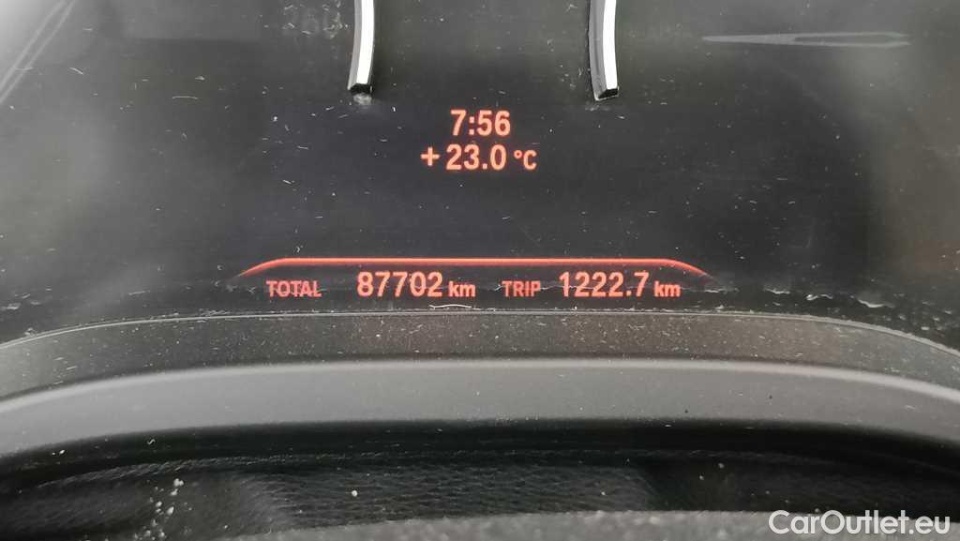 7:56
+ 23.0 °C
TOTAL 87702 km TRIP 1222.7 km
CarOutlet.eu